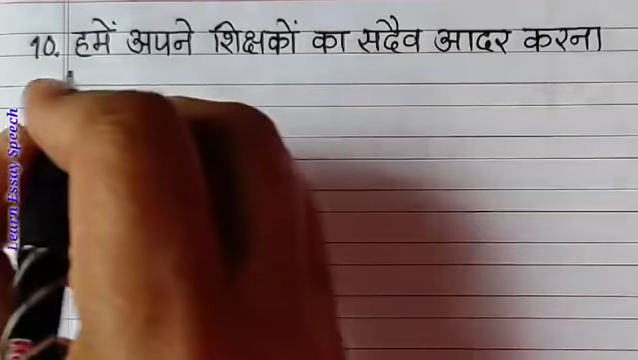 10. हमें अपने शिक्षकों का सदैव आदर करना
Learn Essay Speech